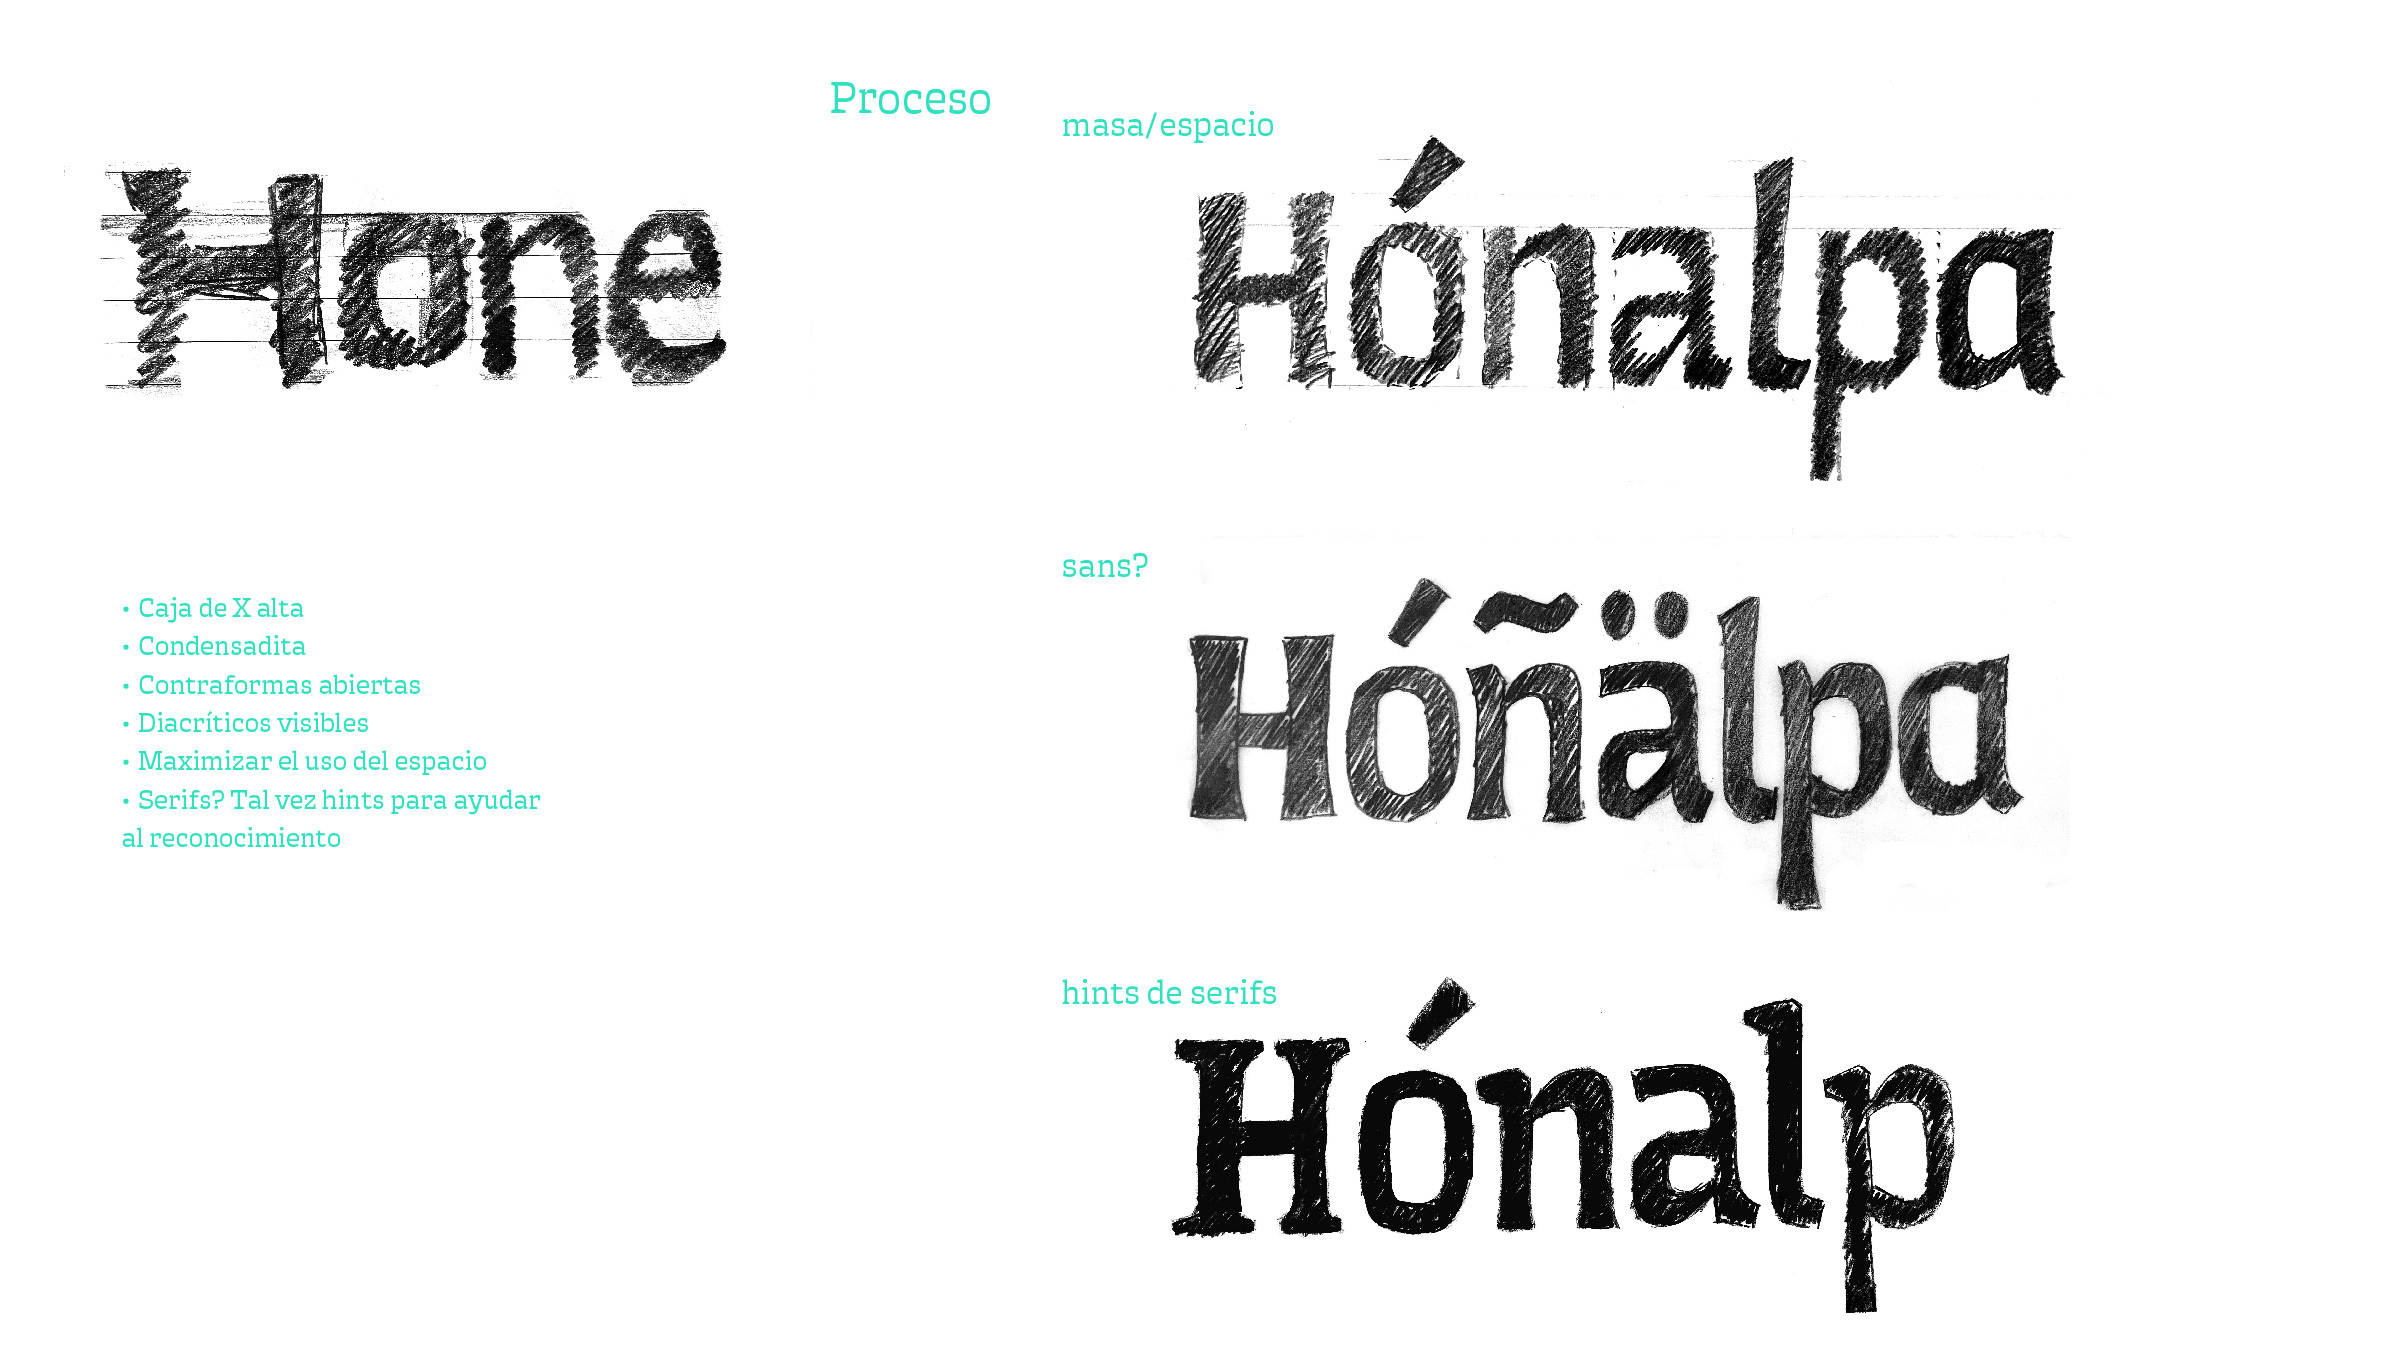 Proceso
Hone
masa/espacio
Hónalpa
• Caja de X alta
• Condensadita
• Contraformas abiertas
• Diacríticos visibles
• Maximizar el uso del espacio
• Serifs? Tal vez hints para ayudar
al reconocimiento
sans?
Hóñälpa
hints de serifs
Hónalp